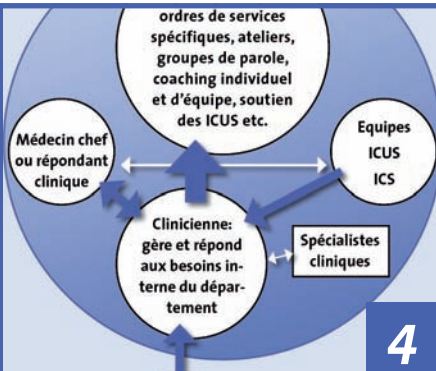 ordres de services
spécifiques, ateliers,
groupes de parole,
coaching individuel
et d'équipe, soutien
des ICUS etc.
Médecin chef
ou répondant
clinique
Equipes
ICUS
ICS
Clinicienne:
gère et répond
aux besoins in-
terne du dépar-
tement
Spécialistes
cliniques
4